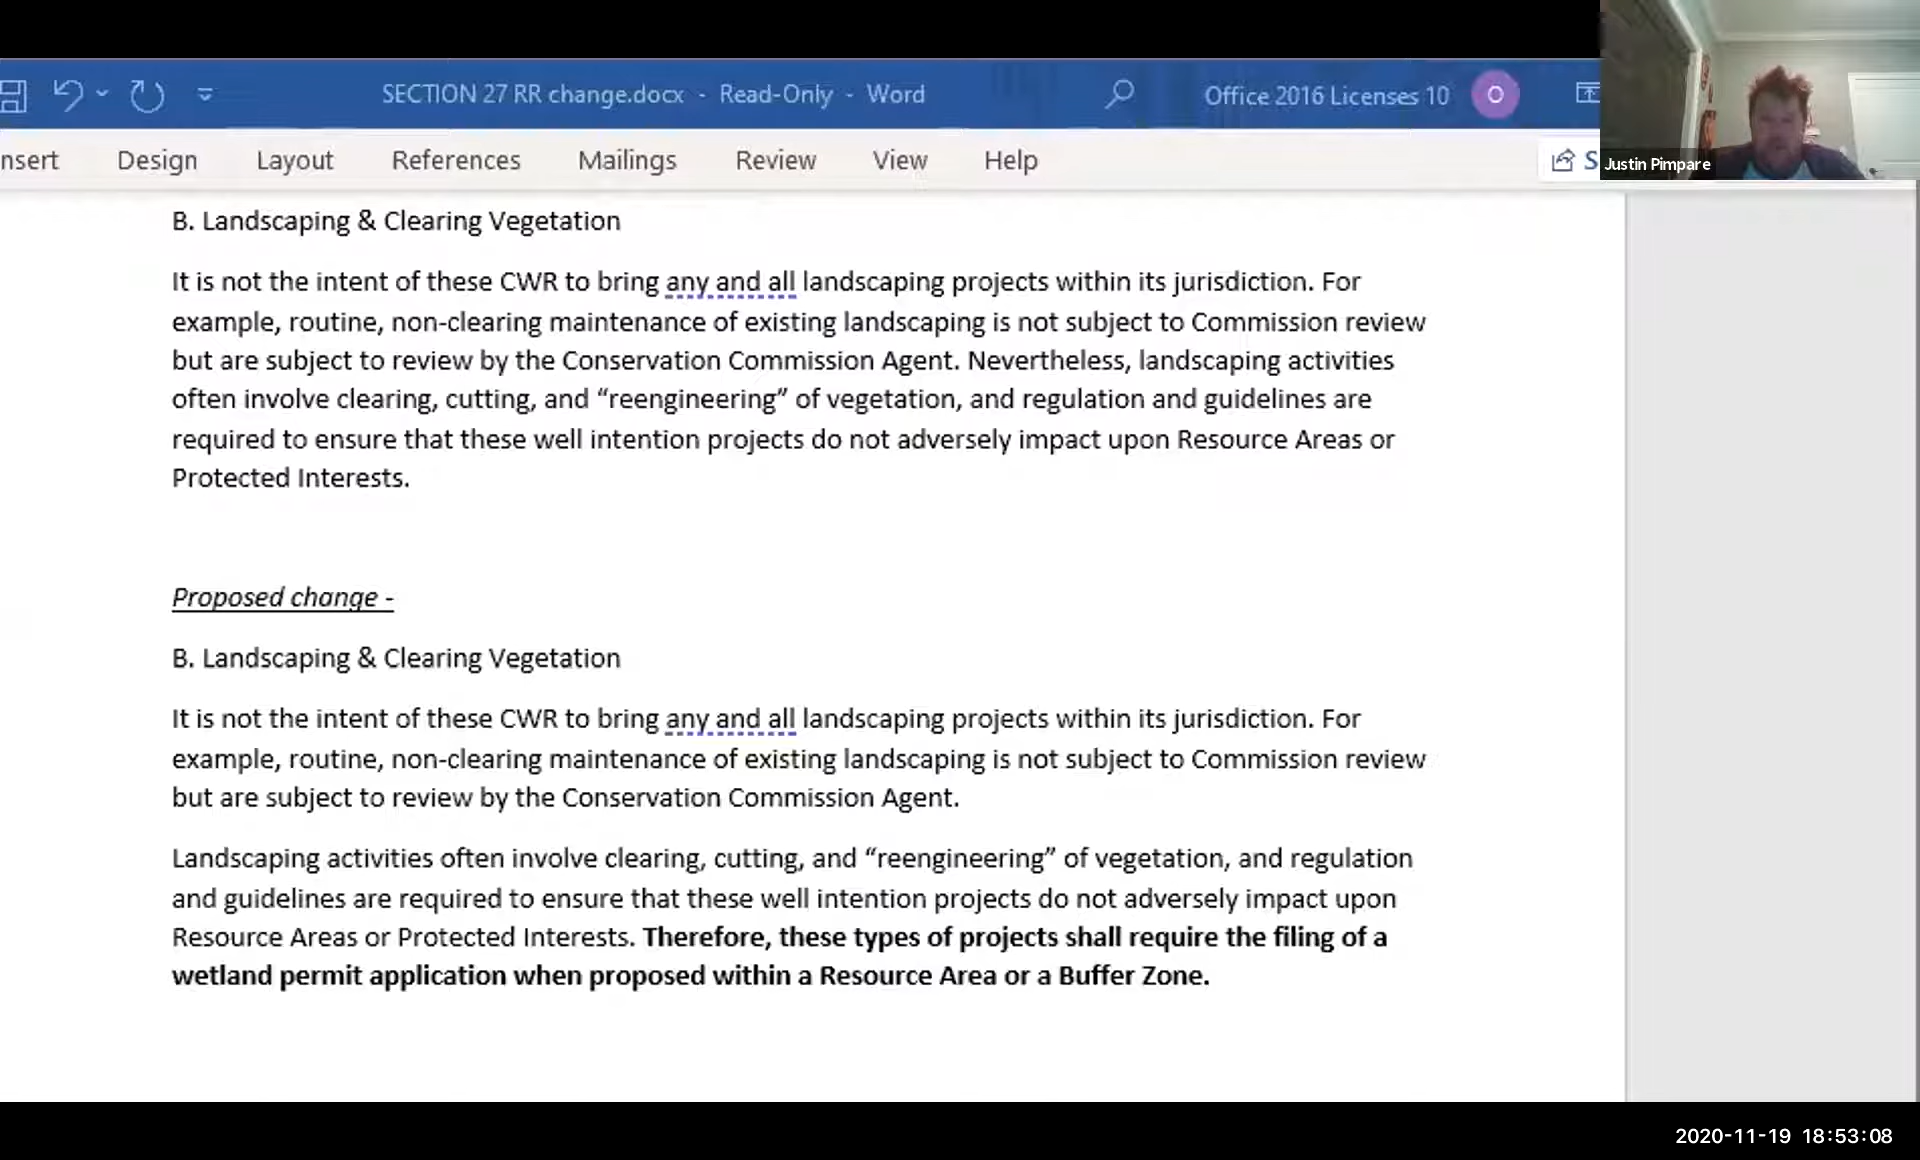 SECTION 27 RR change.docx - Read-Only - Word
Office 2016 Licenses 10
O
nsert Design Layout References Mailings Review View Help
S
Justin Pimpare
B. Landscaping & Clearing Vegetation
It is not the intent of these CWR to bring any and all landscaping projects within its jurisdiction. For
example, routine, non-clearing maintenance of existing landscaping is not subject to Commission review
but are subject to review by the Conservation Commission Agent. Nevertheless, landscaping activities
often involve clearing, cutting, and “reengineering” of vegetation, and regulation and guidelines are
required to ensure that these well intention projects do not adversely impact upon Resource Areas or
Protected Interests.
Proposed change -
B. Landscaping & Clearing Vegetation
It is not the intent of these CWR to bring any and all landscaping projects within its jurisdiction. For
example, routine, non-clearing maintenance of existing landscaping is not subject to Commission review
but are subject to review by the Conservation Commission Agent.
Landscaping activities often involve clearing, cutting, and “reengineering” of vegetation, and regulation
and guidelines are required to ensure that these well intention projects do not adversely impact upon
Resource Areas or Protected Interests. Therefore, these types of projects shall require the filing of a
wetland permit application when proposed within a Resource Area or a Buffer Zone.
2020-11-19 18:53:08